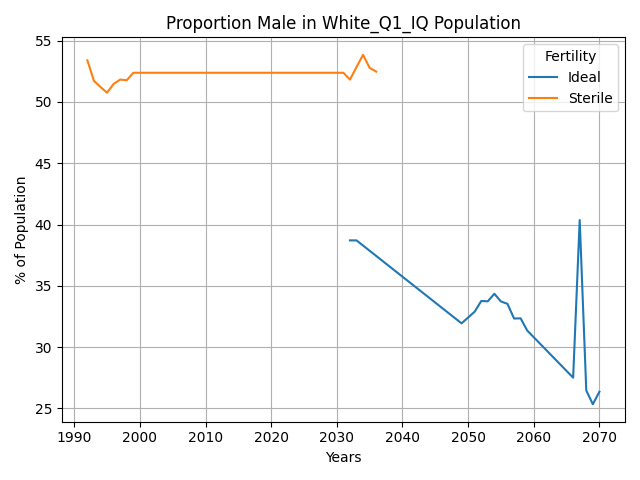 Proportion Male in White_Q1_IQ Population
55
50
45
40
35
30
25
% of Population
Fertility
Ideal
Sterile
1990 2000 2010 2020 2030 2040 2050 2060 2070
Years